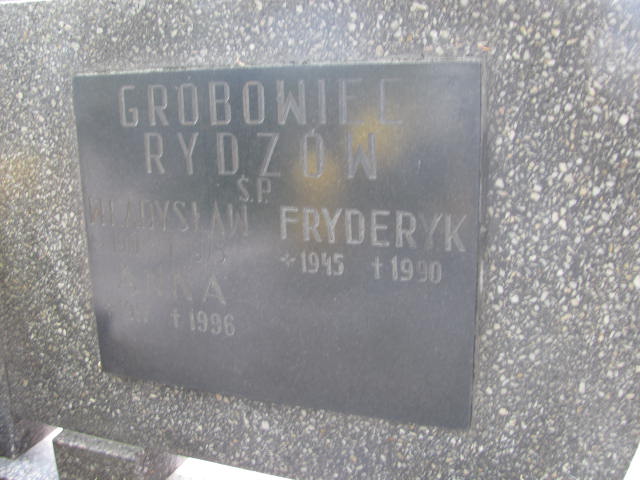 GROBOWIEC
RYDZÓW
Ś.P.
WŁADYSŁAW
ANNA
† 1996
FRYDERYK
* 1945 † 1990